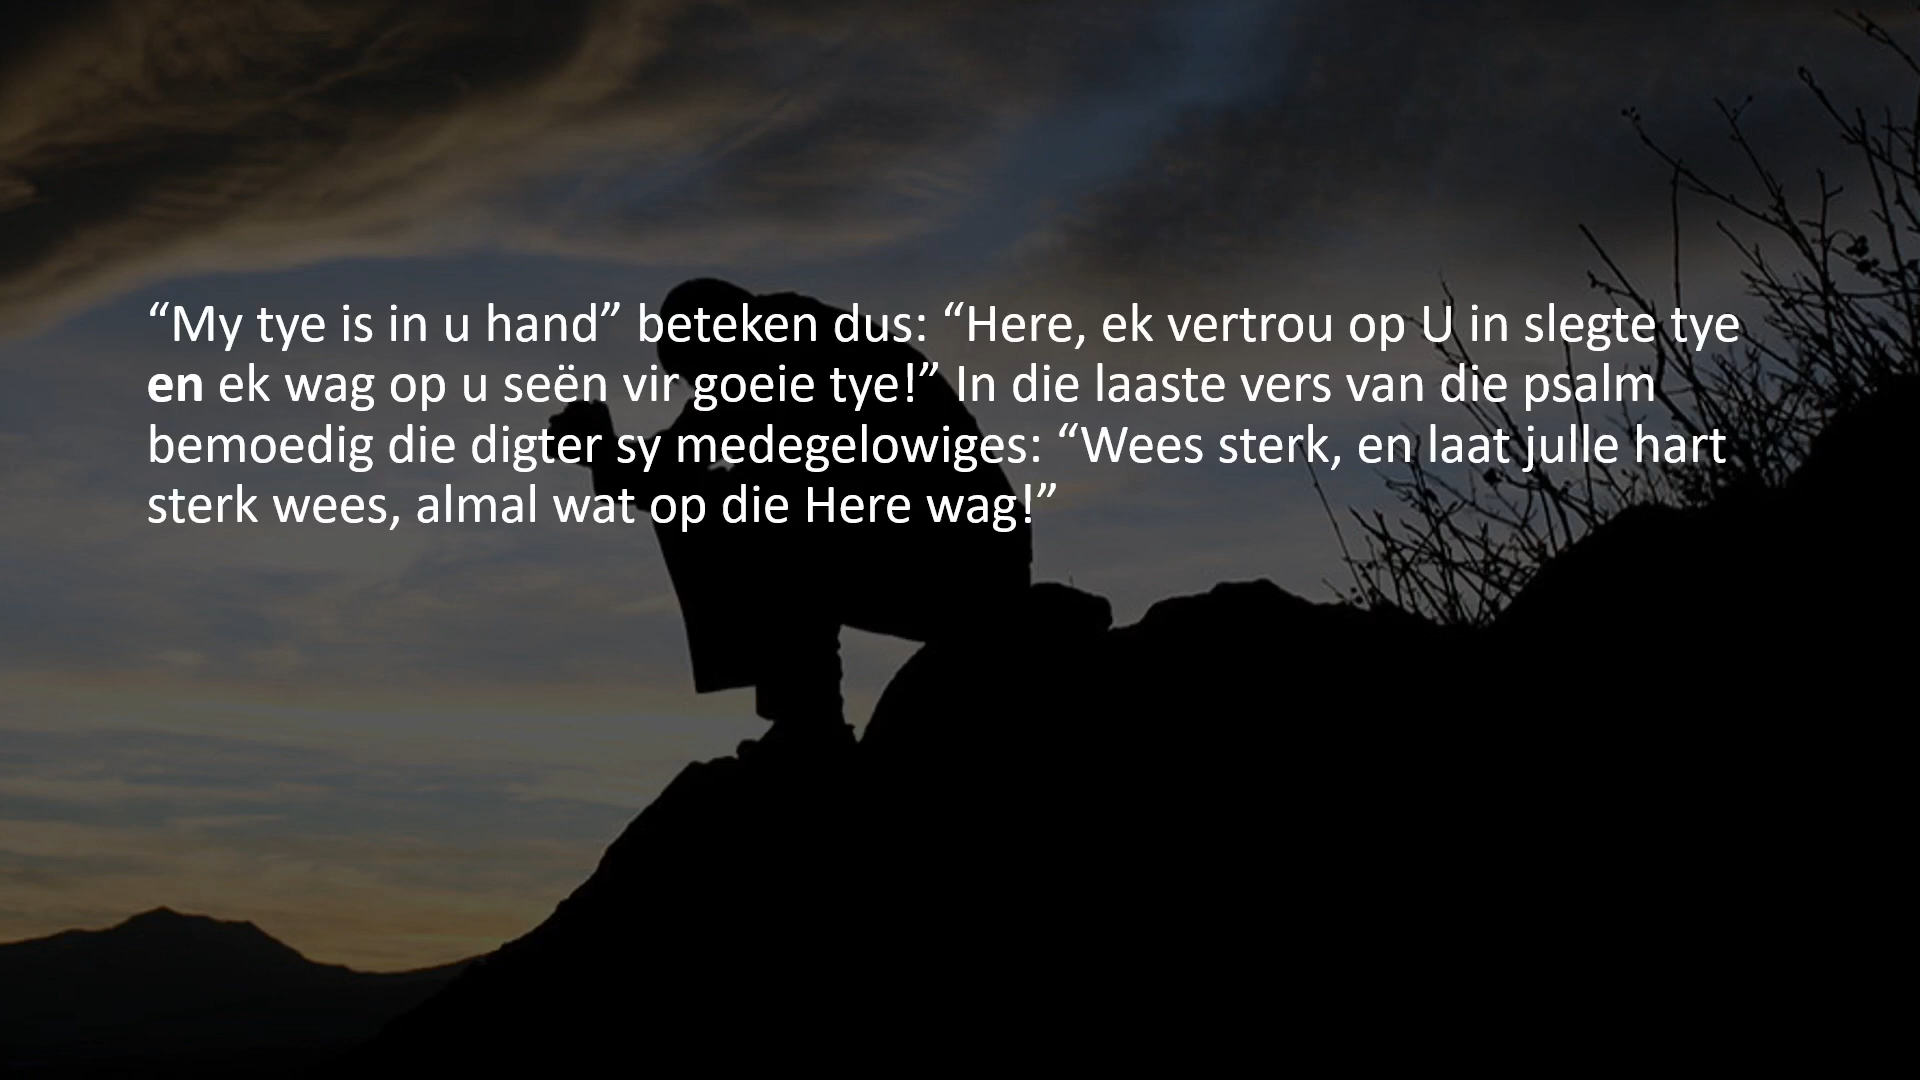 “My tye is in u hand” beteken dus: “Here, ek vertrou op U in slegte tye
en ek wag op u seën vir goeie tye!” In die laaste vers van die psalm
bemoedig die digter sy medegelowiges: “Wees sterk, en laat julle hart
sterk wees, almal wat op die Here wag!”